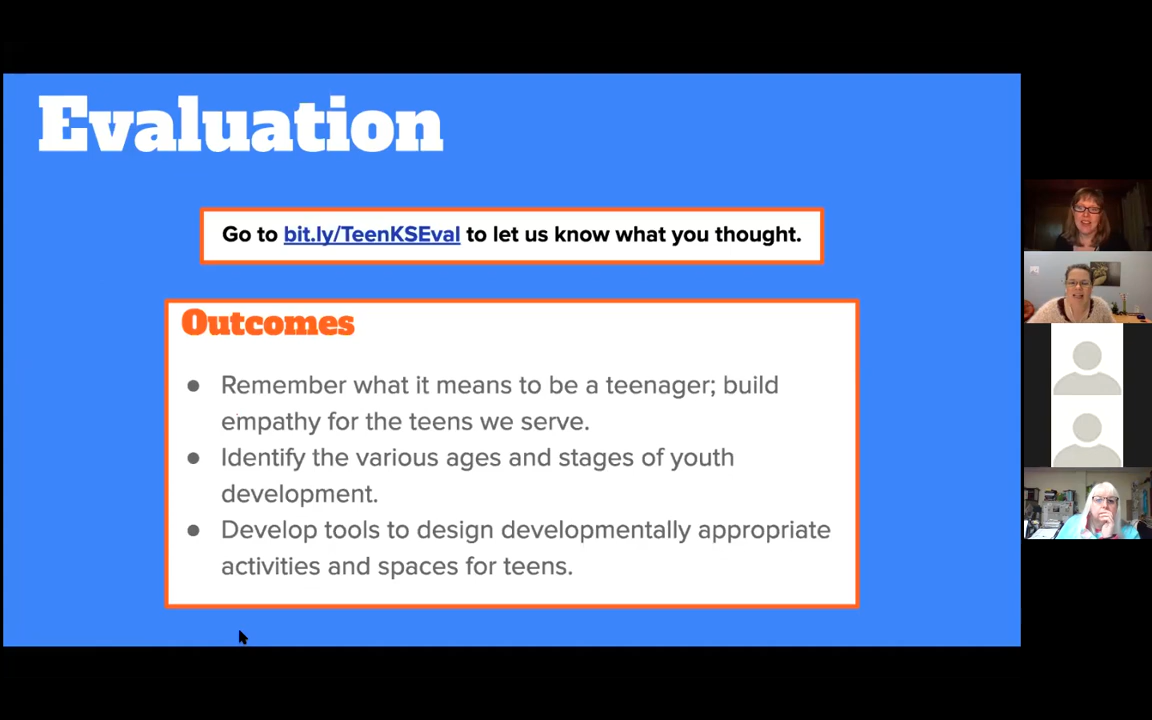 Evaluation
Go to bit.ly/TeenKSEval to let us know what you thought.
Outcomes
● Remember what it means to be a teenager; build
empathy for the teens we serve.
● Identify the various ages and stages of youth
development.
● Develop tools to design developmentally appropriate
activities and spaces for teens.